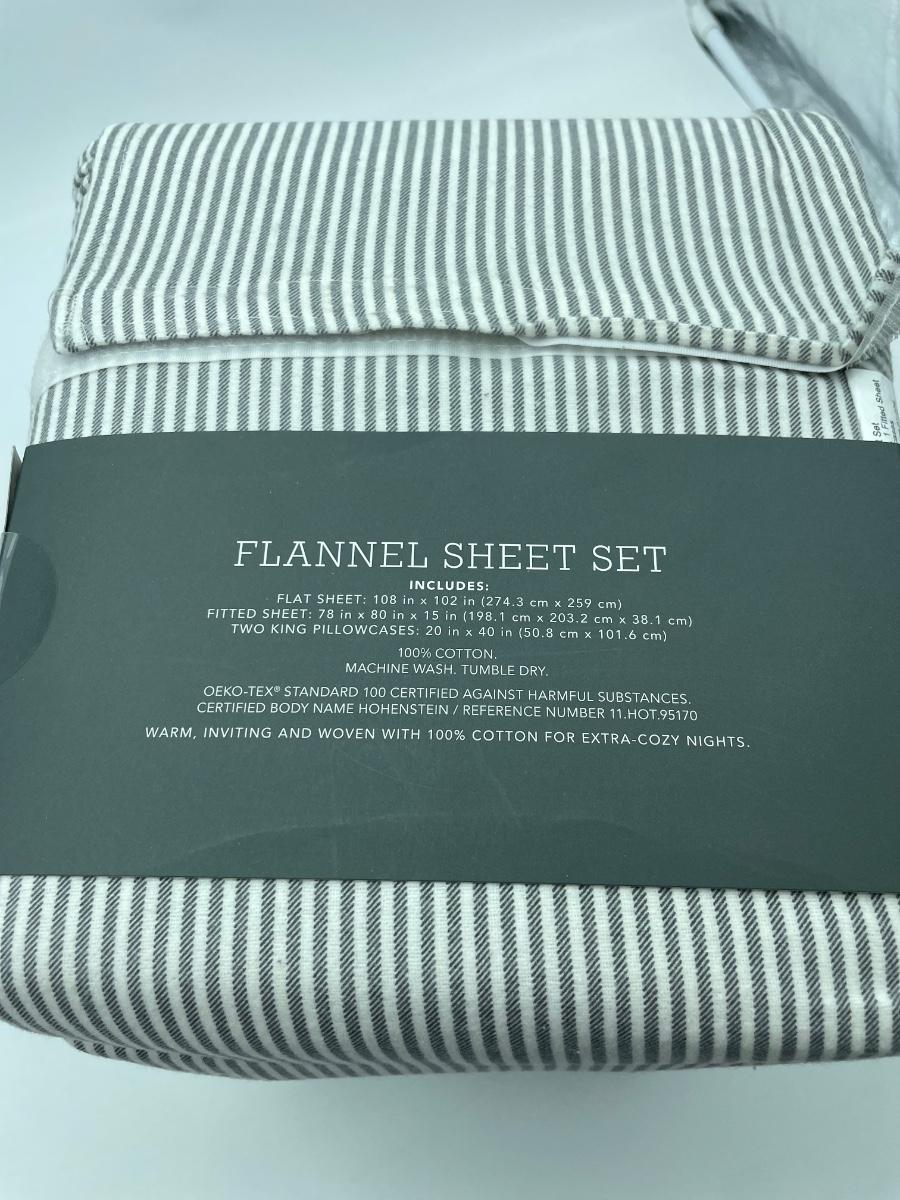 Set
1 Fitted Sheet
FLANNEL SHEET SET
INCLUDES:
FLAT SHEET: 108 in x 102 in (274.3 cm x 259 cm)
FITTED SHEET: 78 in x 80 in x 15 in (198.1 cm x 203.2 cm x 38.1 cm)
TWO KING PILLOWCASES: 20 in x 40 in (50.8 cm x 101.6 cm)
100% COTTON.
MACHINE WASH. TUMBLE DRY.
OEKO-TEX® STANDARD 100 CERTIFIED AGAINST HARMFUL SUBSTANCES.
CERTIFIED BODY NAME HOHENSTEIN / REFERENCE NUMBER 11.HOT.95170
WARM, INVITING AND WOVEN WITH 100% COTTON FOR EXTRA-COZY NIGHTS.